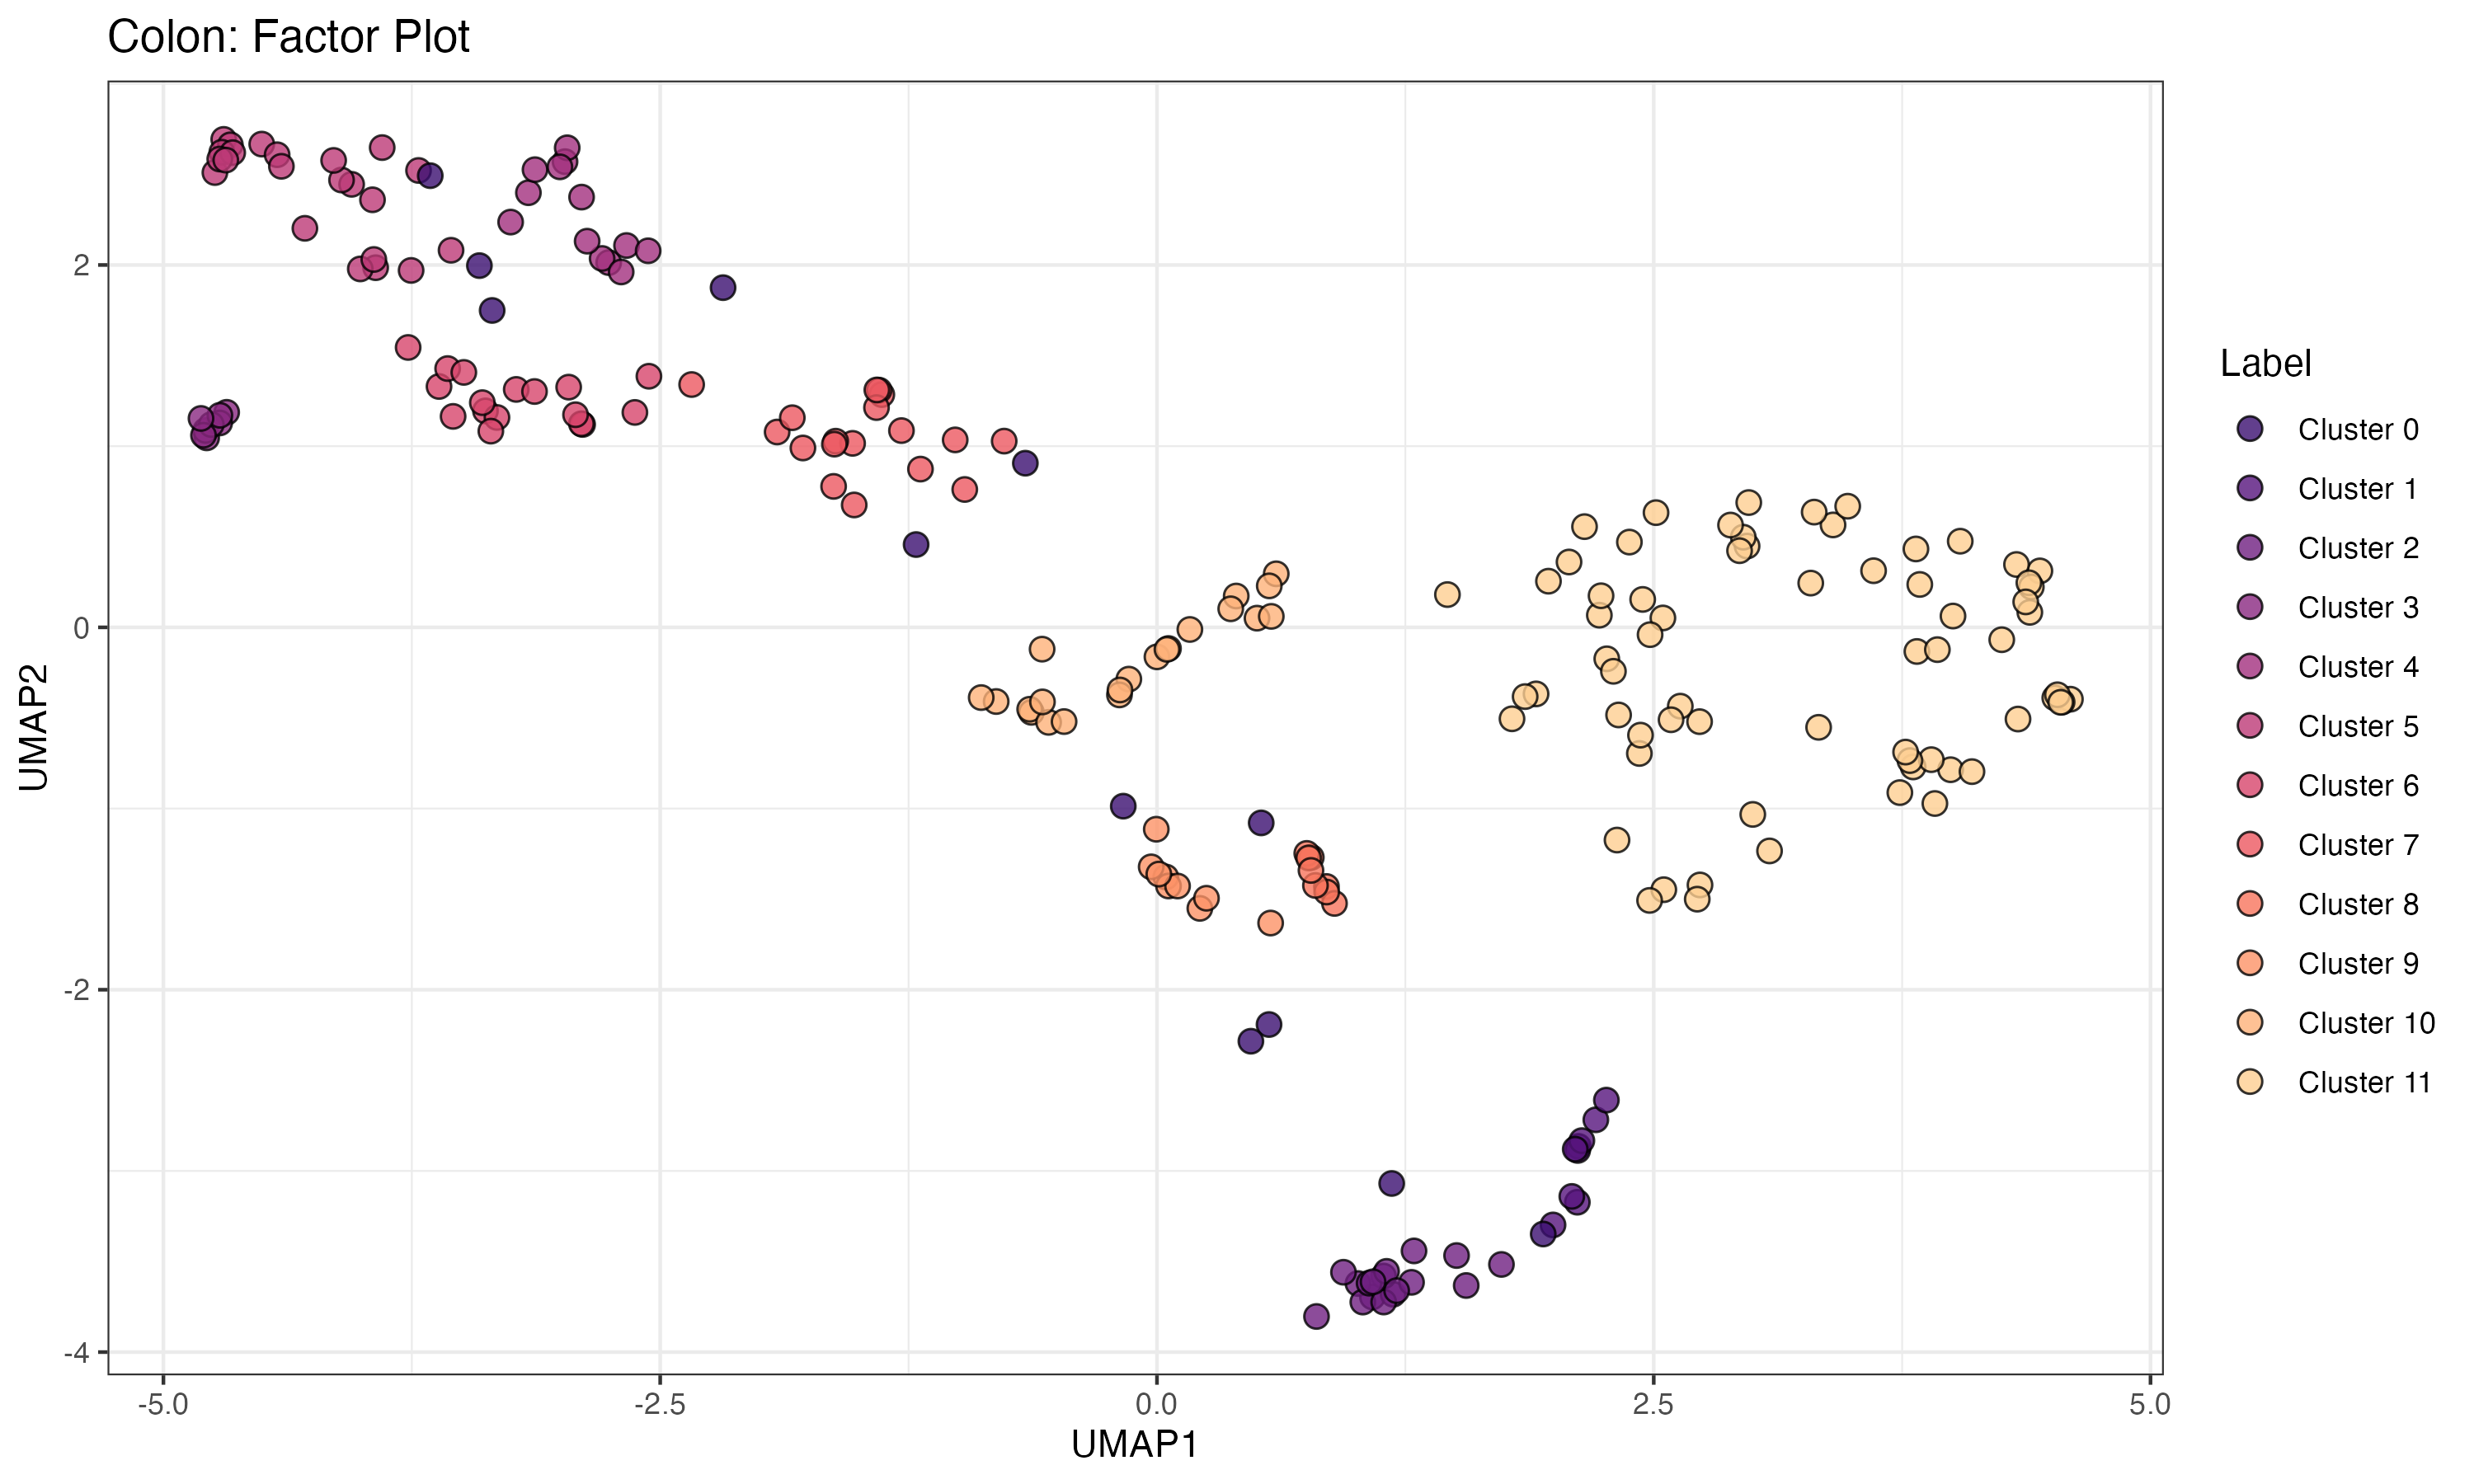 Colon: Factor Plot
UMAP2
2
0
-2
-4
-5.0
-2.5
0.0
2.5
5.0
UMAP1
Label
Cluster 0
Cluster 1
Cluster 2
Cluster 3
Cluster 4
Cluster 5
Cluster 6
Cluster 7
Cluster 8
Cluster 9
Cluster 10
Cluster 11